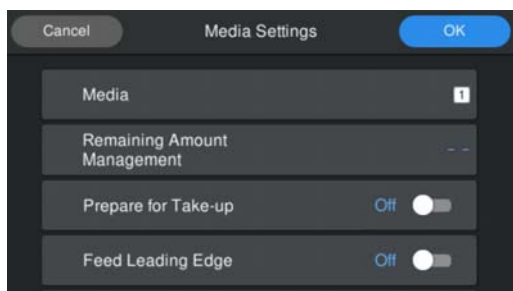 Cancel Media Settings OK
Media 1
Remaining Amount
Management - -
Prepare for Take-up Off
Feed Leading Edge Off